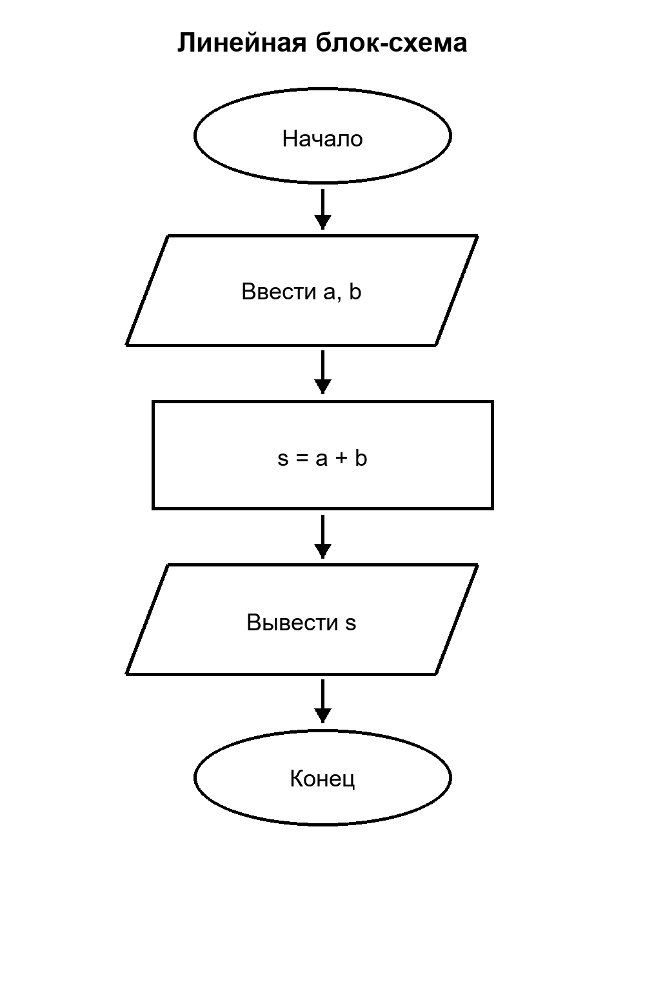 Линейная блок-схема
Начало
Ввести a, b
s = a + b
Вывести s
Конец